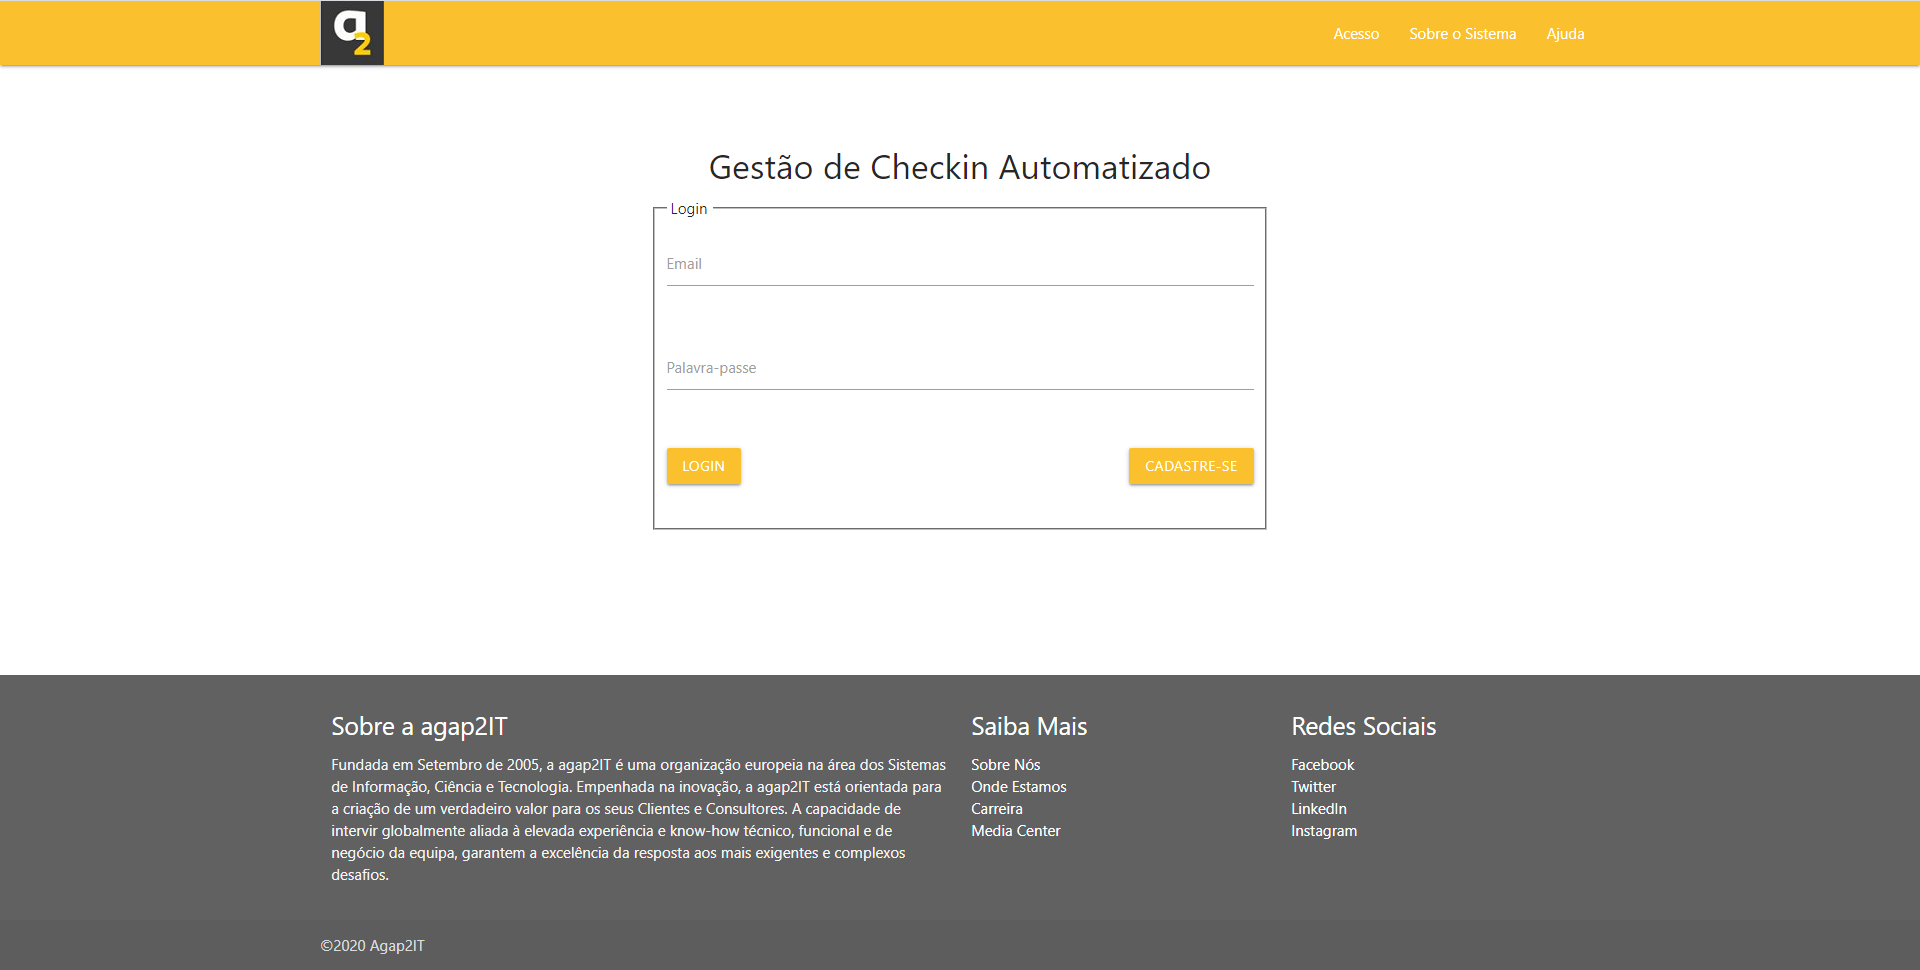 a2
Acesso Sobre o Sistema Ajuda
Gestão de Checkin Automatizado
Login
Email
Palavra-passe
LOGIN CADASTRE-SE
Sobre a agap2IT
Fundada em Setembro de 2005, a agap2IT é uma organização europeia na área dos Sistemas
de Informação, Ciência e Tecnologia. Empenhada na inovação, a agap2IT está orientada para
a criação de um verdadeiro valor para os seus Clientes e Consultores. A capacidade de
intervir globalmente aliada à elevada experiência e know-how técnico, funcional e de
negócio da equipa, garantem a excelência da resposta aos mais exigentes e complexos
desafios.
Saiba Mais
Sobre Nós
Onde Estamos
Carreira
Media Center
Redes Sociais
Facebook
Twitter
LinkedIn
Instagram
©2020 Agap2IT